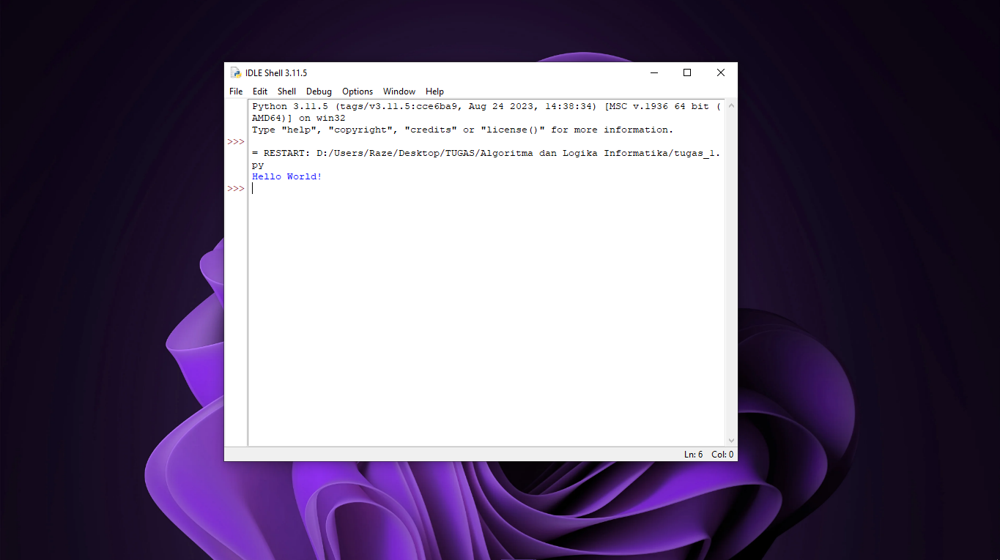 IDLE Shell 3.11.5
File Edit Shell Debug Options Window Help
Python 3.11.5 (tags/v3.11.5:cce6ba9, Aug 24 2023, 14:38:34) [MSC v.1936 64 bit (
AMD64)] on win32
Type "help", "copyright", "credits" or "license()" for more information.
>>>
= RESTART: D:/Users/Raze/Desktop/TUGAS/Algoritma dan Logika Informatika/tugas_1.
py
Hello World!
>>>
Ln: 6 Col: 0